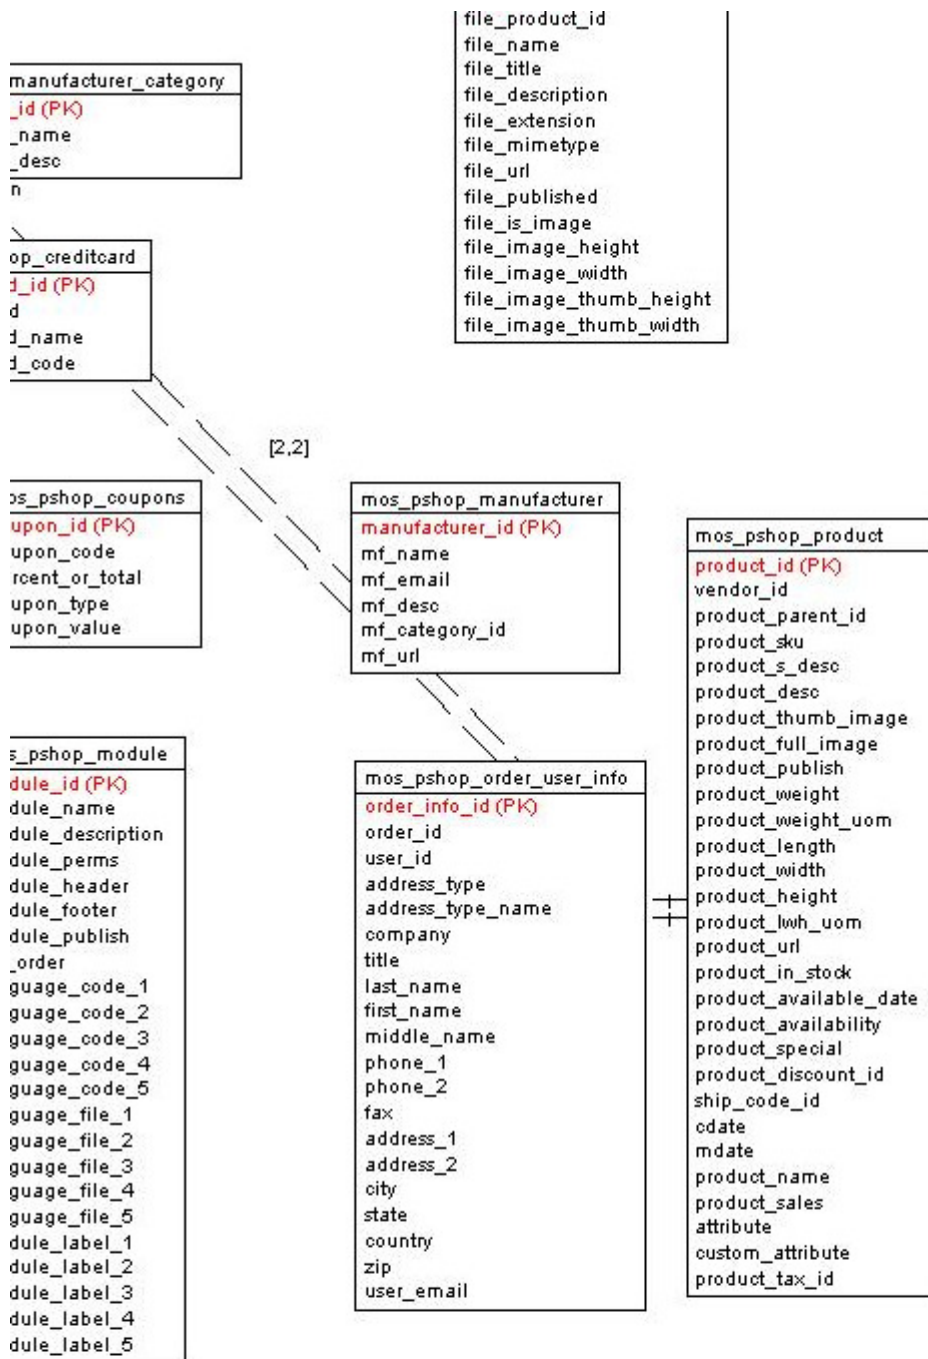 file_product_id
file_name
file_title
file_description
file_extension
file_mimetype
file_url
file_published
file_is_image
file_image_height
file_image_width
file_image_thumb_height
file_image_thumb_width
manufacturer_category
_id (PK)
_name
_desc
n
op_creditcard
d_id (PK)
d
d_name
d_code
[2,2]
os_pshop_coupons
upon_id (PK)
upon_code
rcent_or_total
upon_type
upon_value
mos_pshop_manufacturer
manufacturer_id (PK)
mf_name
mf_email
mf_desc
mf_category_id
mf_url
mos_pshop_product
product_id (PK)
vendor_id
product_parent_id
product_sku
product_s_desc
product_desc
product_thumb_image
product_full_image
product_publish
product_weight
product_weight_uom
product_length
product_width
product_height
product_lwh_uom
product_url
product_in_stock
product_available_date
product_availability
product_special
product_discount_id
ship_code_id
cdate
mdate
product_name
product_sales
attribute
custom_attribute
product_tax_id
s_pshop_module
dule_id (PK)
dule_name
dule_description
dule_perms
dule_header
dule_footer
dule_publish
_order
guage_code_1
guage_code_2
guage_code_3
guage_code_4
guage_code_5
guage_file_1
guage_file_2
guage_file_3
guage_file_4
guage_file_5
dule_label_1
dule_label_2
dule_label_3
dule_label_4
dule_label_5
mos_pshop_order_user_info
order_info_id (PK)
order_id
user_id
address_type
address_type_name
company
title
last_name
first_name
middle_name
phone_1
phone_2
fax
address_1
address_2
city
state
country
zip
user_email